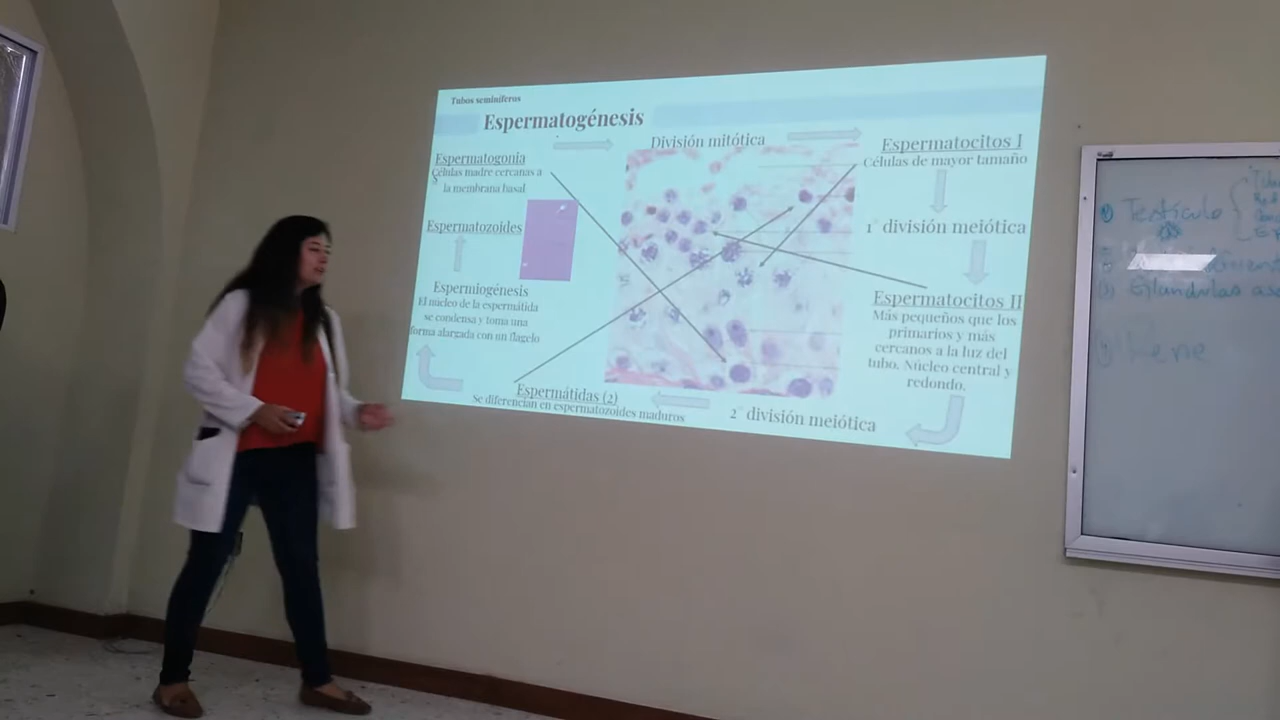 Tubos seminíferos
Espermatogénesis
División mitótica
Espermatogonia
s
Células madre cercanas a
la membrana basal
Espermatocitos I
Células de mayor tamaño
1° división meiótica
Espermatocitos II
Más pequeños que los
primarios y más
cercanos a la luz del
tubo. Núcleo central y
redondo.
2° división meiótica
Espermátidas (2)
Se diferencian en espermatozoides maduros
Espermiogénesis
El núcleo de la espermátida
se condensa y toma una
forma alargada con un flagelo
Espermatozoides
Testículo
Glándulas